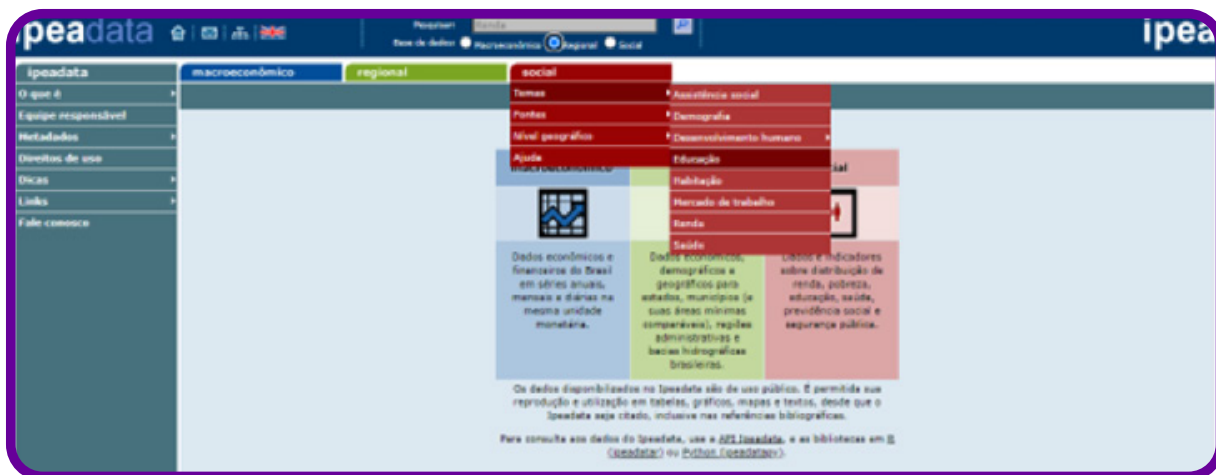 ipeadata
Pesquisar: Renda
Base de dados: Macroeconômico Regional Social
ipea
ipeadata
macroeconômico
regional
social
O que é
Equipe responsável
Metadados
Direitos de uso
Dicas
Links
Fale conosco
Temas
Fontes
Nível geográfico
Ajuda
Assistência social
Demografia
Desenvolvimento humano
Educação
Habitação
Mercado de trabalho
Renda
Saúde
macroeconômico
Dados econômicos e
financeiros do Brasil
em séries anuais,
mensais e diárias na
mesma unidade
monetária.
Dados econômicos,
demográficos e
geográficos para
estados, municípios (e
suas áreas mínimas
comparáveis), regiões
administrativas e
bacias hidrográficas
brasileiras.
Dados e indicadores
sobre distribuição de
renda, pobreza,
educação, saúde,
previdência social e
segurança pública.
Os dados disponibilizados no Ipeadata são de uso público. É permitida sua
reprodução e utilização em tabelas, gráficos, mapas e textos, desde que o
Ipeadata seja citado, inclusive nas referências bibliográficas.
Para consulta aos dados do Ipeadata, use a API Ipeadata, e as bibliotecas em R
(ipeadatar) ou Python (ipeadatapy).